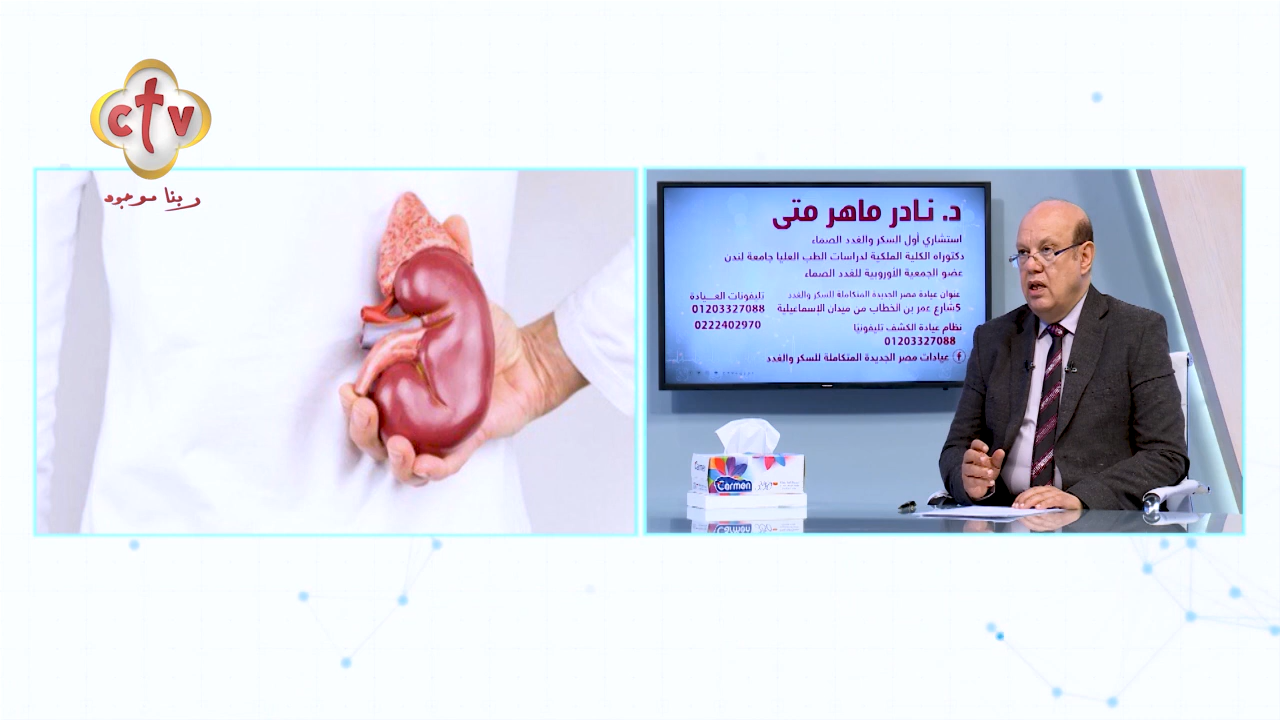 ctv
ربنا موجود
د. نادر ماهر متى
استشاري أول السكر والغدد الصماء
دكتوراه الكلية الملكية لدراسات الطب العليا جامعة لندن
عضو الجمعية الأوروبية للغدد الصماء
عنوان عيادة مصر الجديدة المتكاملة للسكر والغدد
5شارع عمر بن الخطاب من ميدان الإسماعيلية
تليفونات العـــيادة
01203327088
0222402970
نظام عيادة الكشف تليفونيا
01203327088
عيادات مصر الجديدة المتكاملة للسكر والغدد
Carmen